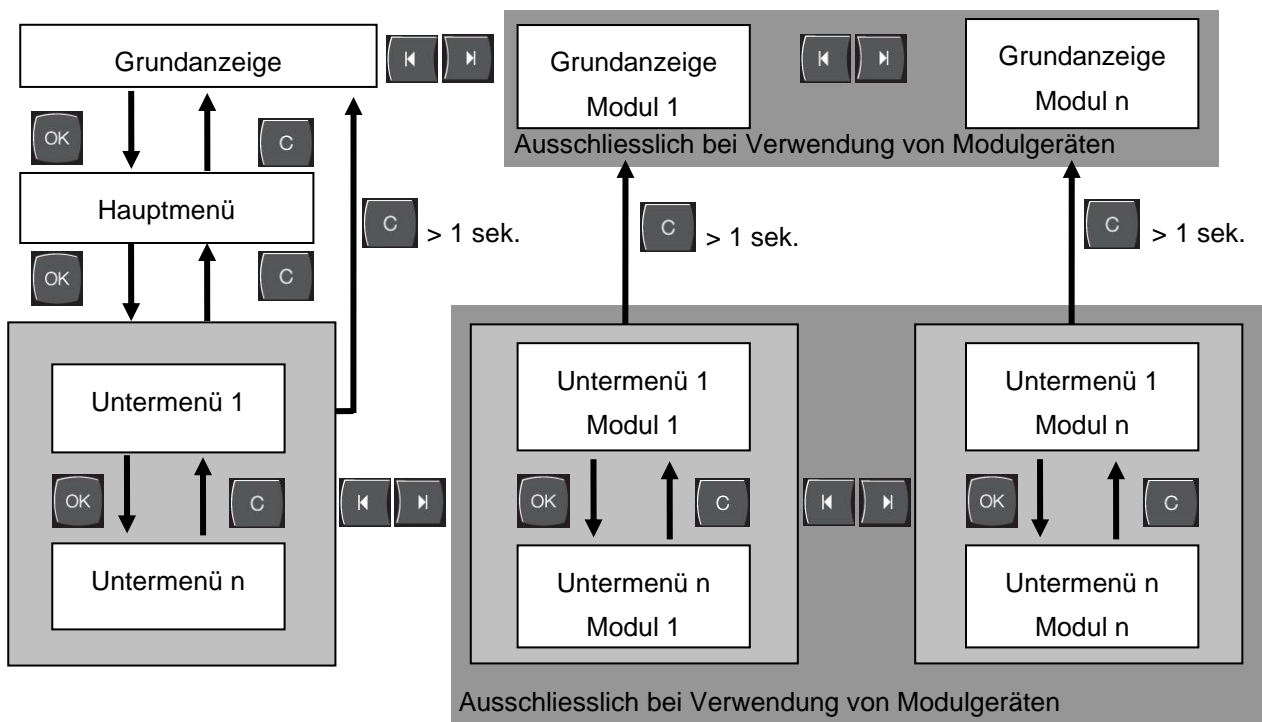 Grundanzeige
Grundanzeige
Modul 1
Grundanzeige
Modul n
Ausschliesslich bei Verwendung von Modulgeräten
OK
C
Hauptmenü
C
> 1 sek.
C
> 1 sek.
C
> 1 sek.
OK
C
Untermenü 1
Untermenü 1
Modul 1
Untermenü 1
Modul n
OK
C
OK
C
OK
C
Untermenü n
Untermenü n
Modul 1
Untermenü n
Modul n
Ausschliesslich bei Verwendung von Modulgeräten